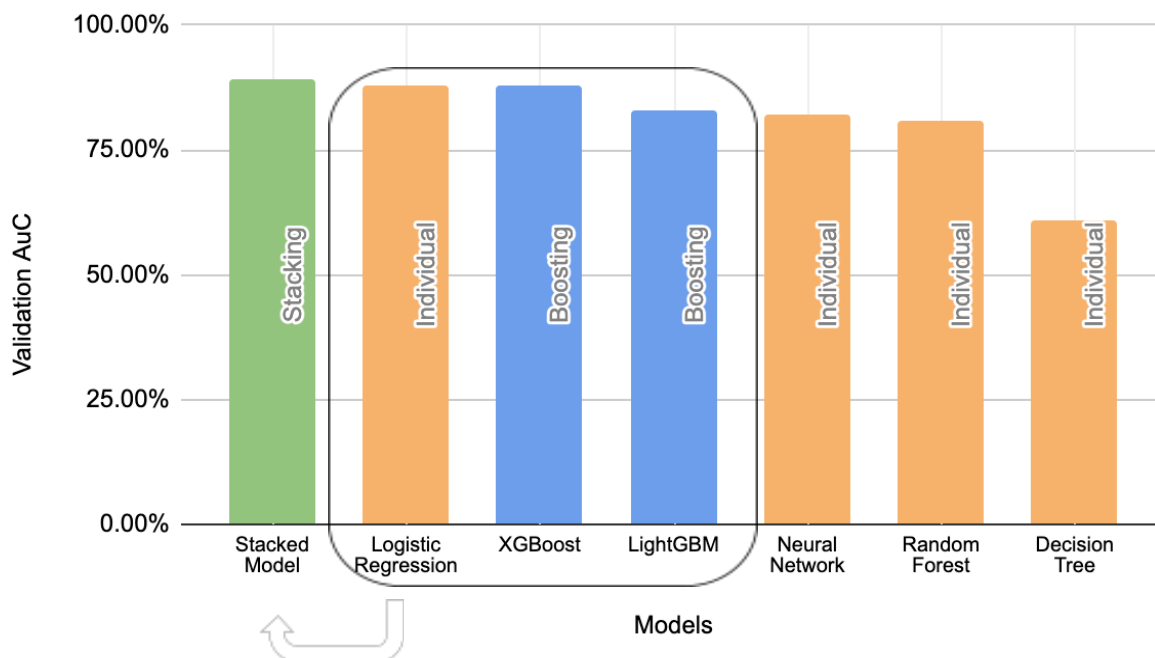 100.00%
75.00%
50.00%
25.00%
0.00%
Validation AuC
Stacking
Individual
Boosting
Boosting
Individual
Individual
Individual
Stacked
Model
Logistic
Regression
XGBoost
LightGBM
Neural
Network
Random
Forest
Decision
Tree
Models